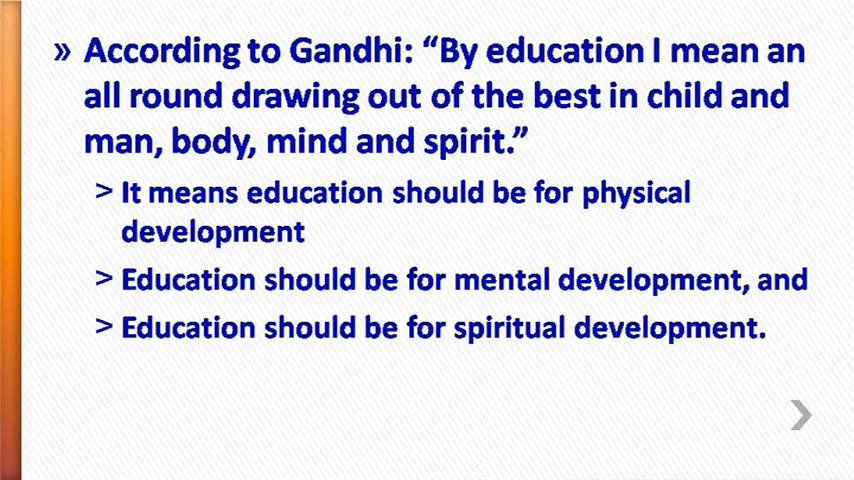 » According to Gandhi: “By education I mean an
all round drawing out of the best in child and
man, body, mind and spirit.”
> It means education should be for physical
development
> Education should be for mental development, and
> Education should be for spiritual development.